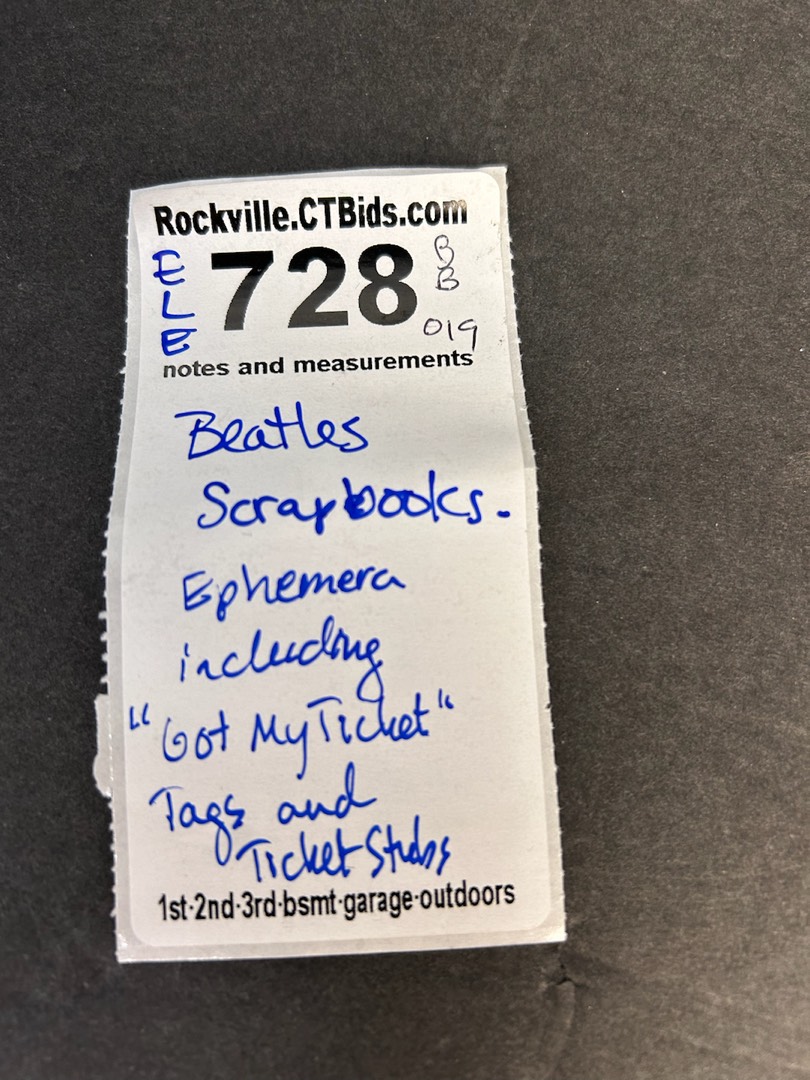 Rockville.CTBids.com
ELE 728 BB
019
notes and measurements
Beatles
Scrapbooks.
Ephemera
including
"Got My Ticket"
Tags and
Ticket Stubs
1st·2nd·3rd·bsmt·garage·outdoors